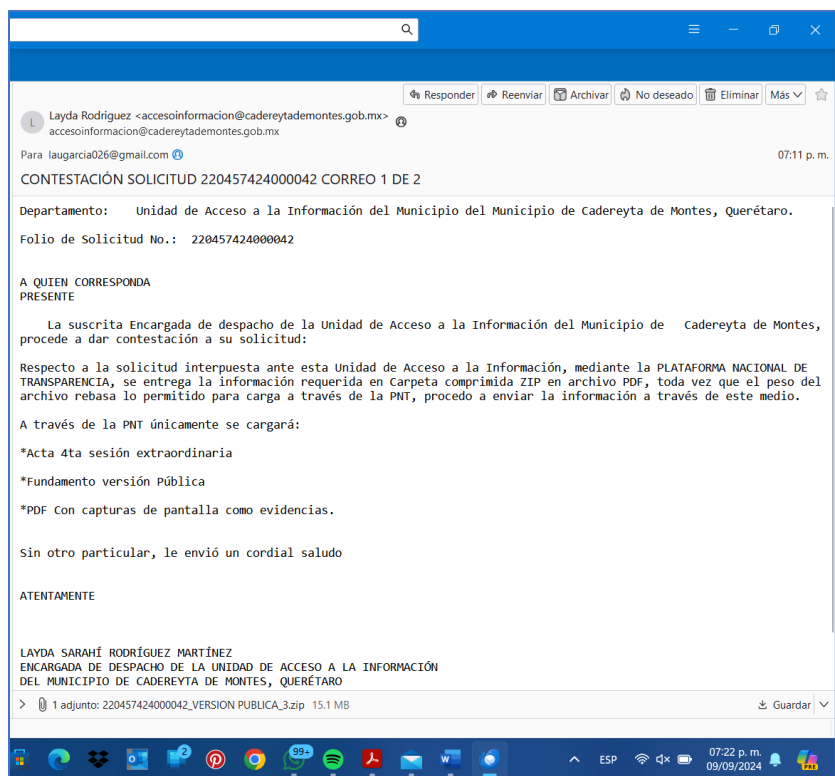 Responder Reenviar Archivar No deseado Eliminar Más
L
Layda Rodriguez <accesoinformacion@cadereytademontes.gob.mx>
accesoinformacion@cadereytademontes.gob.mx
Para laugarcia026@gmail.com 07:11 p. m.
CONTESTACIÓN SOLICITUD 220457424000042 CORREO 1 DE 2
Departamento: Unidad de Acceso a la Información del Municipio del Municipio de Cadereyta de Montes, Querétaro.
Folio de Solicitud No.: 220457424000042
A QUIEN CORRESPONDA
PRESENTE
La suscrita Encargada de despacho de la Unidad de Acceso a la Información del Municipio de Cadereyta de Montes,
procede a dar contestación a su solicitud:
Respecto a la solicitud interpuesta ante esta Unidad de Acceso a la Información, mediante la PLATAFORMA NACIONAL DE
TRANSPARENCIA, se entrega la información requerida en Carpeta comprimida ZIP en archivo PDF, toda vez que el peso del
archivo rebasa lo permitido para carga a través de la PNT, procedo a enviar la información a través de este medio.
A través de la PNT únicamente se cargará:
*Acta 4ta sesión extraordinaria
*Fundamento versión Pública
*PDF Con capturas de pantalla como evidencias.
Sin otro particular, le envió un cordial saludo
ATENTAMENTE
LAYDA SARAHÍ RODRÍGUEZ MARTÍNEZ
ENCARGADA DE DESPACHO DE LA UNIDAD DE ACCESO A LA INFORMACIÓN
DEL MUNICIPIO DE CADEREYTA DE MONTES, QUERÉTARO
1 adjunto: 220457424000042_VERSION PUBLICA_3.zip 15.1 MB Guardar
2 99+ W ESP 07:22 p. m.
09/09/2024 PRE